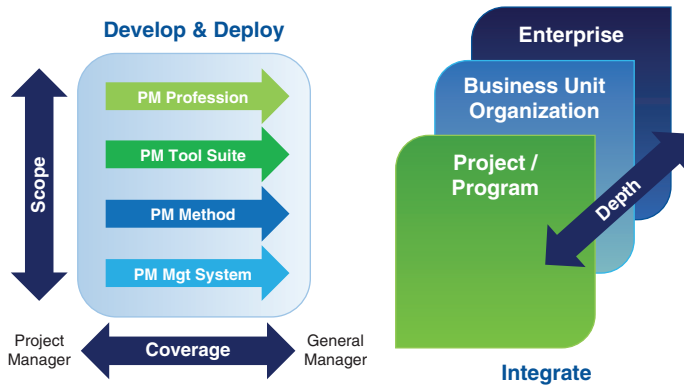 Develop & Deploy
Scope
PM Profession
PM Tool Suite
PM Method
PM Mgt System
Project
Manager
Coverage
General
Manager
Enterprise
Business Unit
Organization
Project /
Program
Depth
Integrate